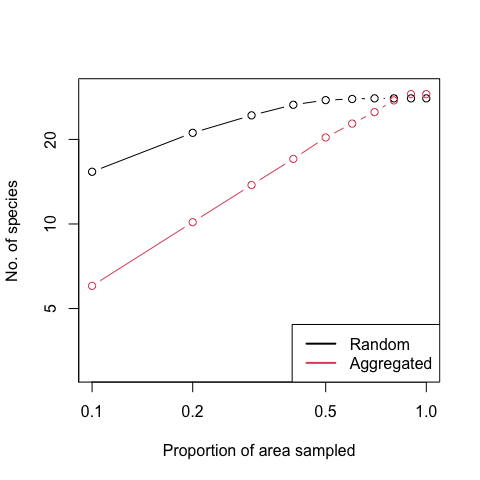 No. of species
20
10
5
0.1
0.2
0.5
1.0
Proportion of area sampled
Random
Aggregated